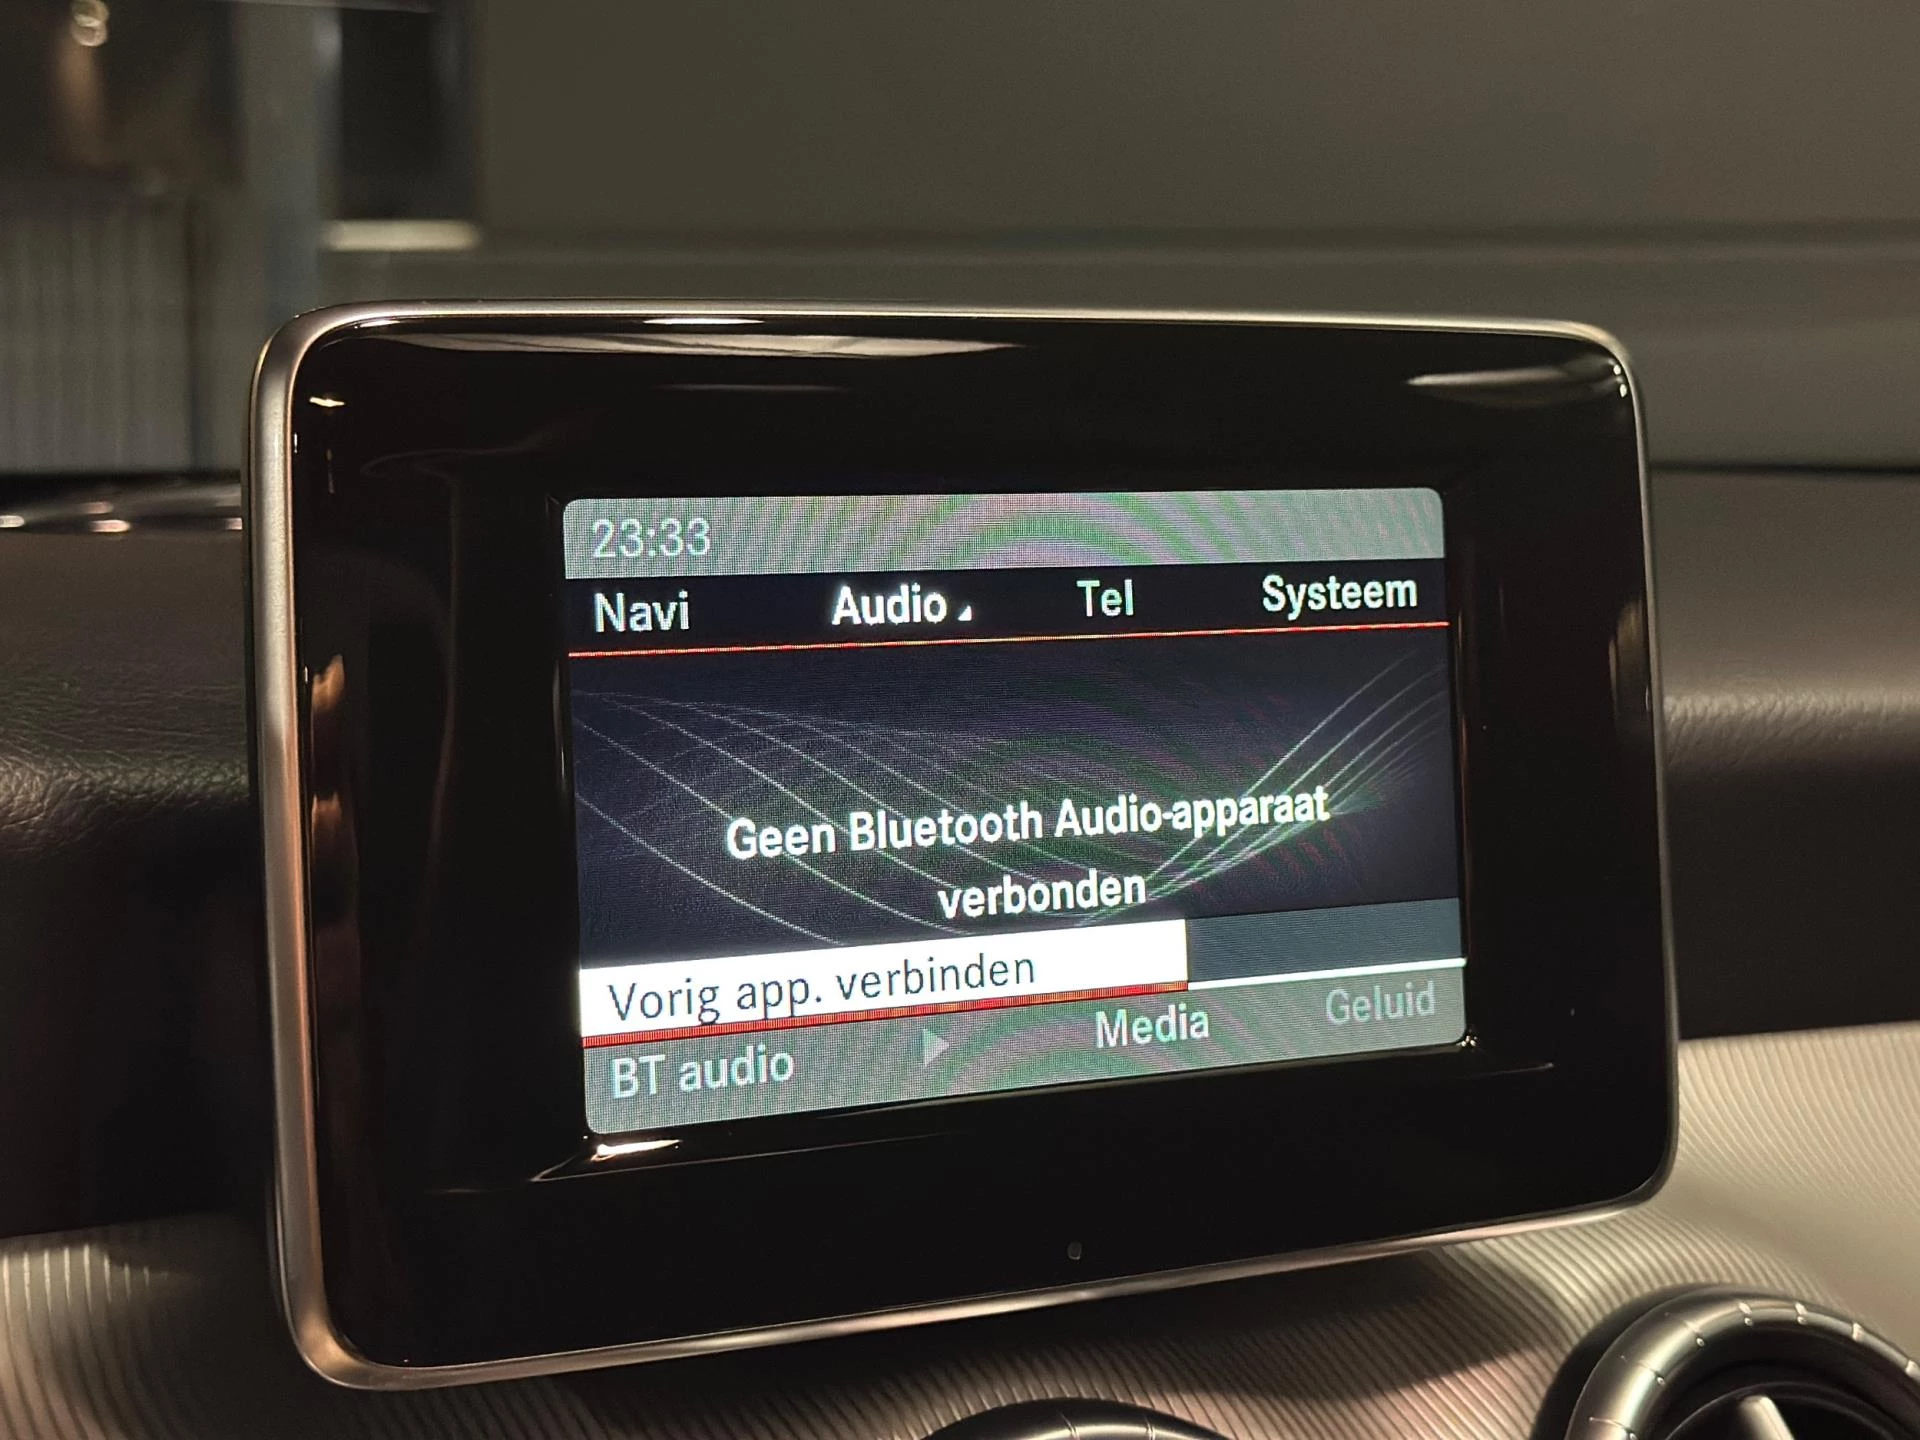 23:33
Navi Audio Tel Systeem
Geen Bluetooth Audio-apparaat
verbonden
Vorig app. verbinden
BT audio Media Geluid